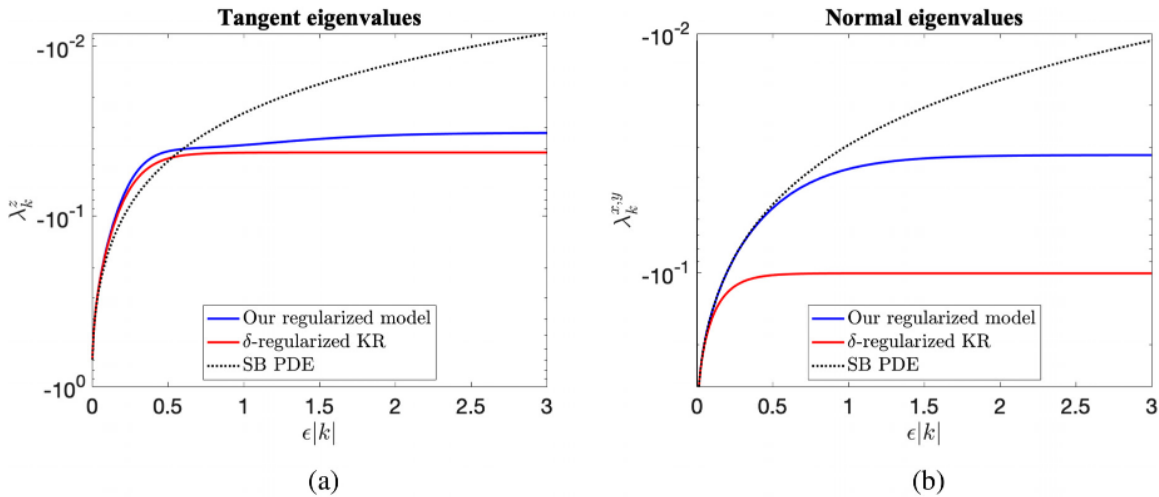 Tangent eigenvalues
-10^-2
-10^-1
-10^0
λ_k^z
Our regularized model
δ-regularized KR
SB PDE
0 0.5 1 1.5 2 2.5 3
ϵ|k|
(a)
Normal eigenvalues
-10^-2
-10^-1
λ_k^{x,y}
Our regularized model
δ-regularized KR
SB PDE
0 0.5 1 1.5 2 2.5 3
ϵ|k|
(b)